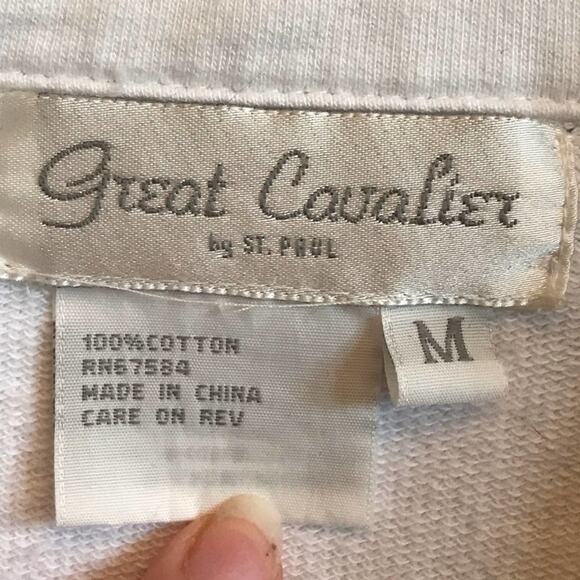 Great Cavalier
by ST. PAUL
100%COTTON
RN67584
MADE IN CHINA
CARE ON REV
M